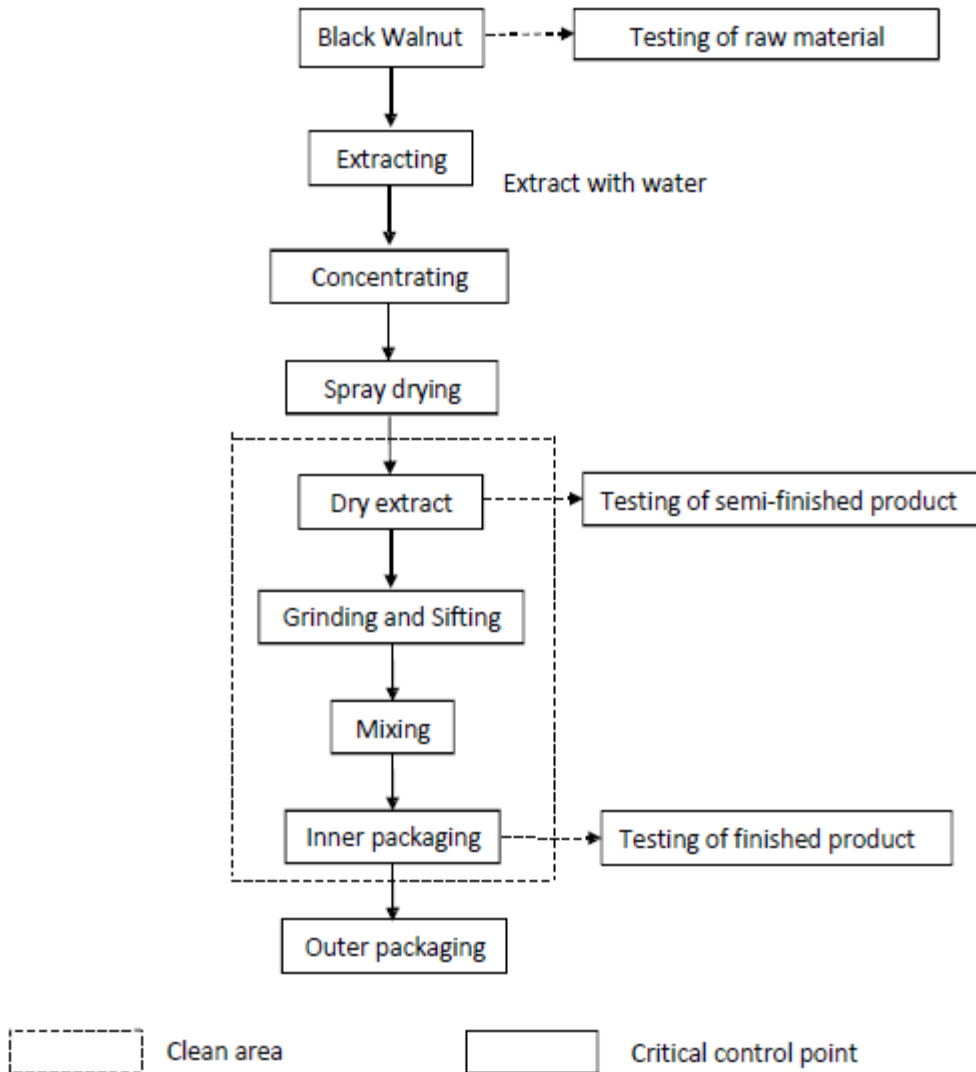 Black Walnut
Testing of raw material
Extracting
Extract with water
Concentrating
Spray drying
Dry extract
Testing of semi-finished product
Grinding and Sifting
Mixing
Inner packaging
Testing of finished product
Outer packaging
Clean area
Critical control point